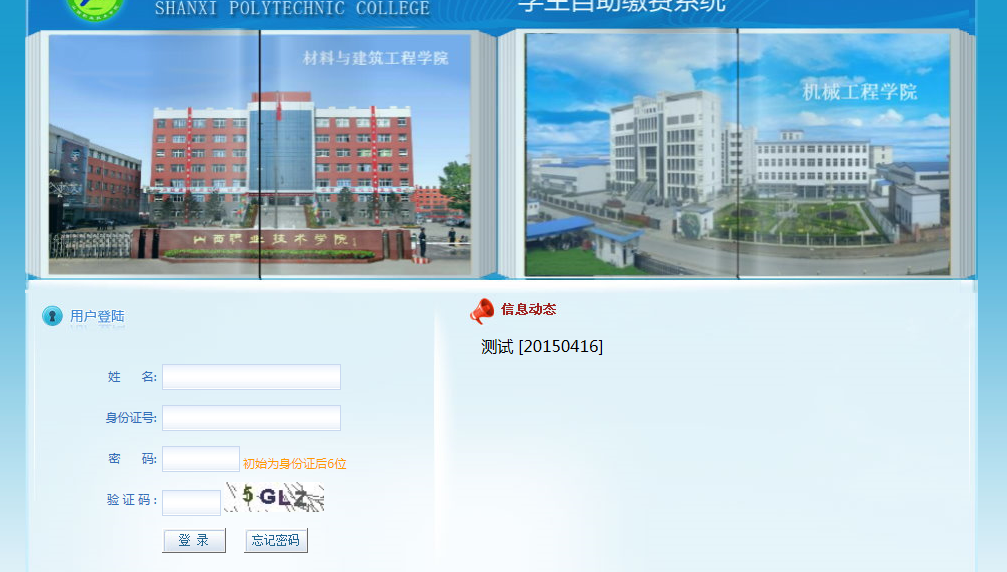 SHANXI POLYTECHNIC COLLEGE
学生自助缴费系统
材料与建筑工程学院
机械工程学院
山西职业技术学院
用户登陆
信息动态
测试 [20150416]
姓 名:
身份证号:
密 码:
初始为身份证后6位
验证码:
5GLZ
登 录
忘记密码